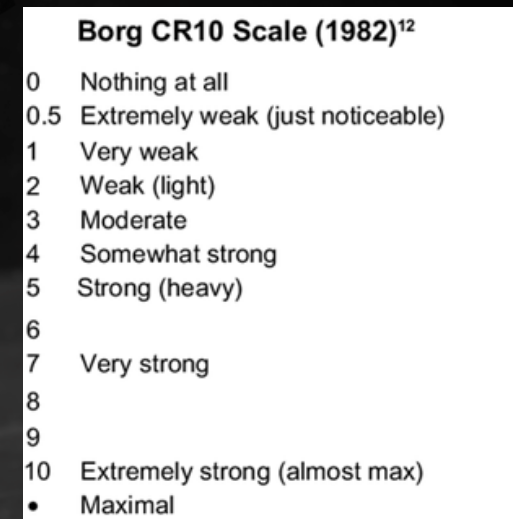 Borg CR10 Scale (1982)¹²
0 Nothing at all
0.5 Extremely weak (just noticeable)
1 Very weak
2 Weak (light)
3 Moderate
4 Somewhat strong
5 Strong (heavy)
6
7 Very strong
8
9
10 Extremely strong (almost max)
• Maximal